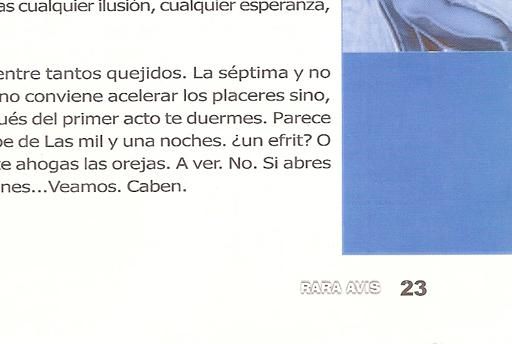 as cualquier ilusión, cualquier esperanza,
entre tantos quejidos. La séptima y no
no conviene acelerar los placeres sino,
ués del primer acto te duermes. Parece
e de Las mil y una noches. ¿un efrit? O
e ahogas las orejas. A ver. No. Si abres
nes...Veamos. Caben.
RARA AVIS 23